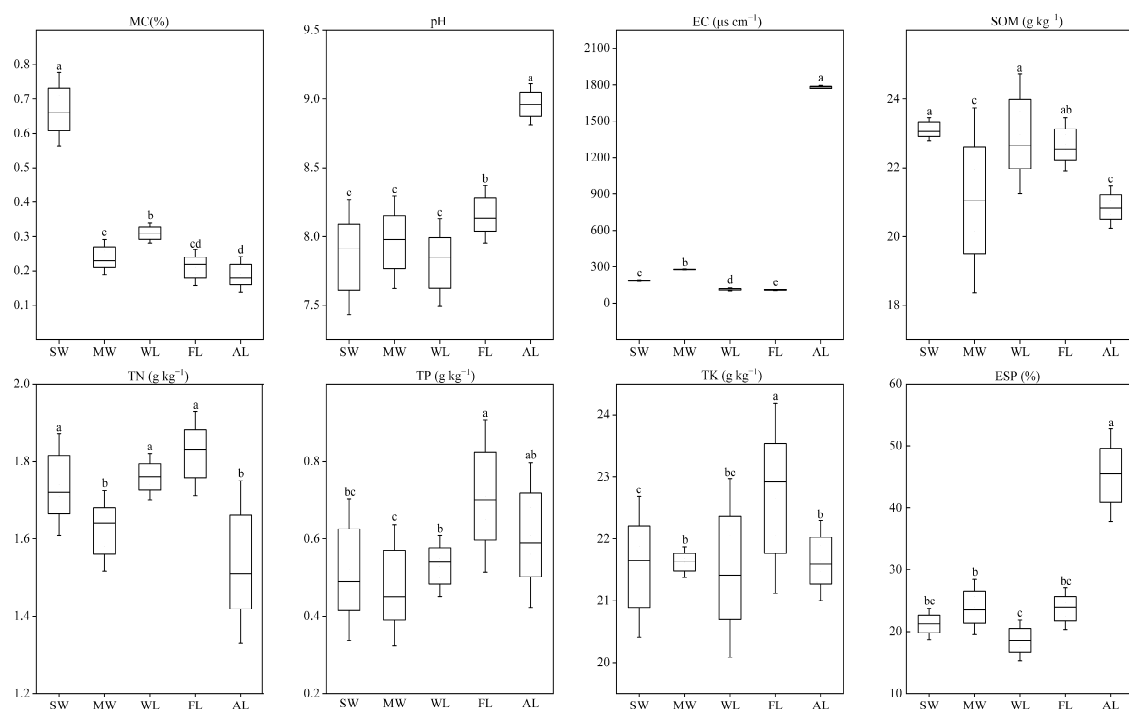 MC(%)
0.8
0.7
0.6
0.5
0.4
0.3
0.2
0.1
a
c
b
cd
d
SW MW WL FL AL
pH
9.5
9.0
8.5
8.0
7.5
c
c
c
b
a
SW MW WL FL AL
EC (μs cm⁻¹)
2100
1800
1500
1200
900
600
300
0
c
b
d
e
a
SW MW WL FL AL
SOM (g kg⁻¹)
24
22
20
18
a
c
a
ab
c
SW MW WL FL AL
TN (g kg⁻¹)
2.0
1.8
1.6
1.4
1.2
a
b
a
a
b
SW MW WL FL AL
TP (g kg⁻¹)
0.8
0.6
0.4
0.2
bc
c
b
a
ab
SW MW WL FL AL
TK (g kg⁻¹)
24
23
22
21
20
c
b
bc
a
b
SW MW WL FL AL
ESP (%)
60
50
40
30
20
10
bc
b
c
bc
a
SW MW WL FL AL